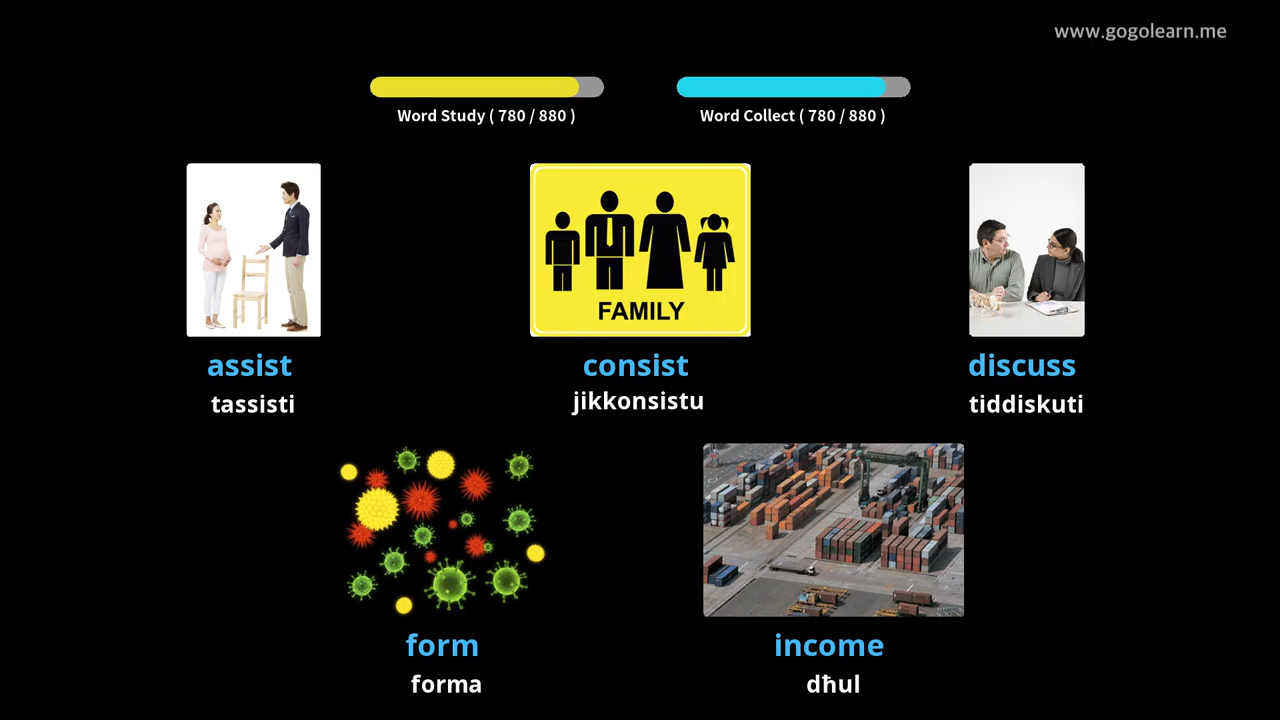 www.gogolearn.me
Word Study ( 780 / 880 )
Word Collect ( 780 / 880 )
FAMILY
assist
tassisti
consist
jikkonsistu
discuss
tiddiskuti
form
forma
income
dħul